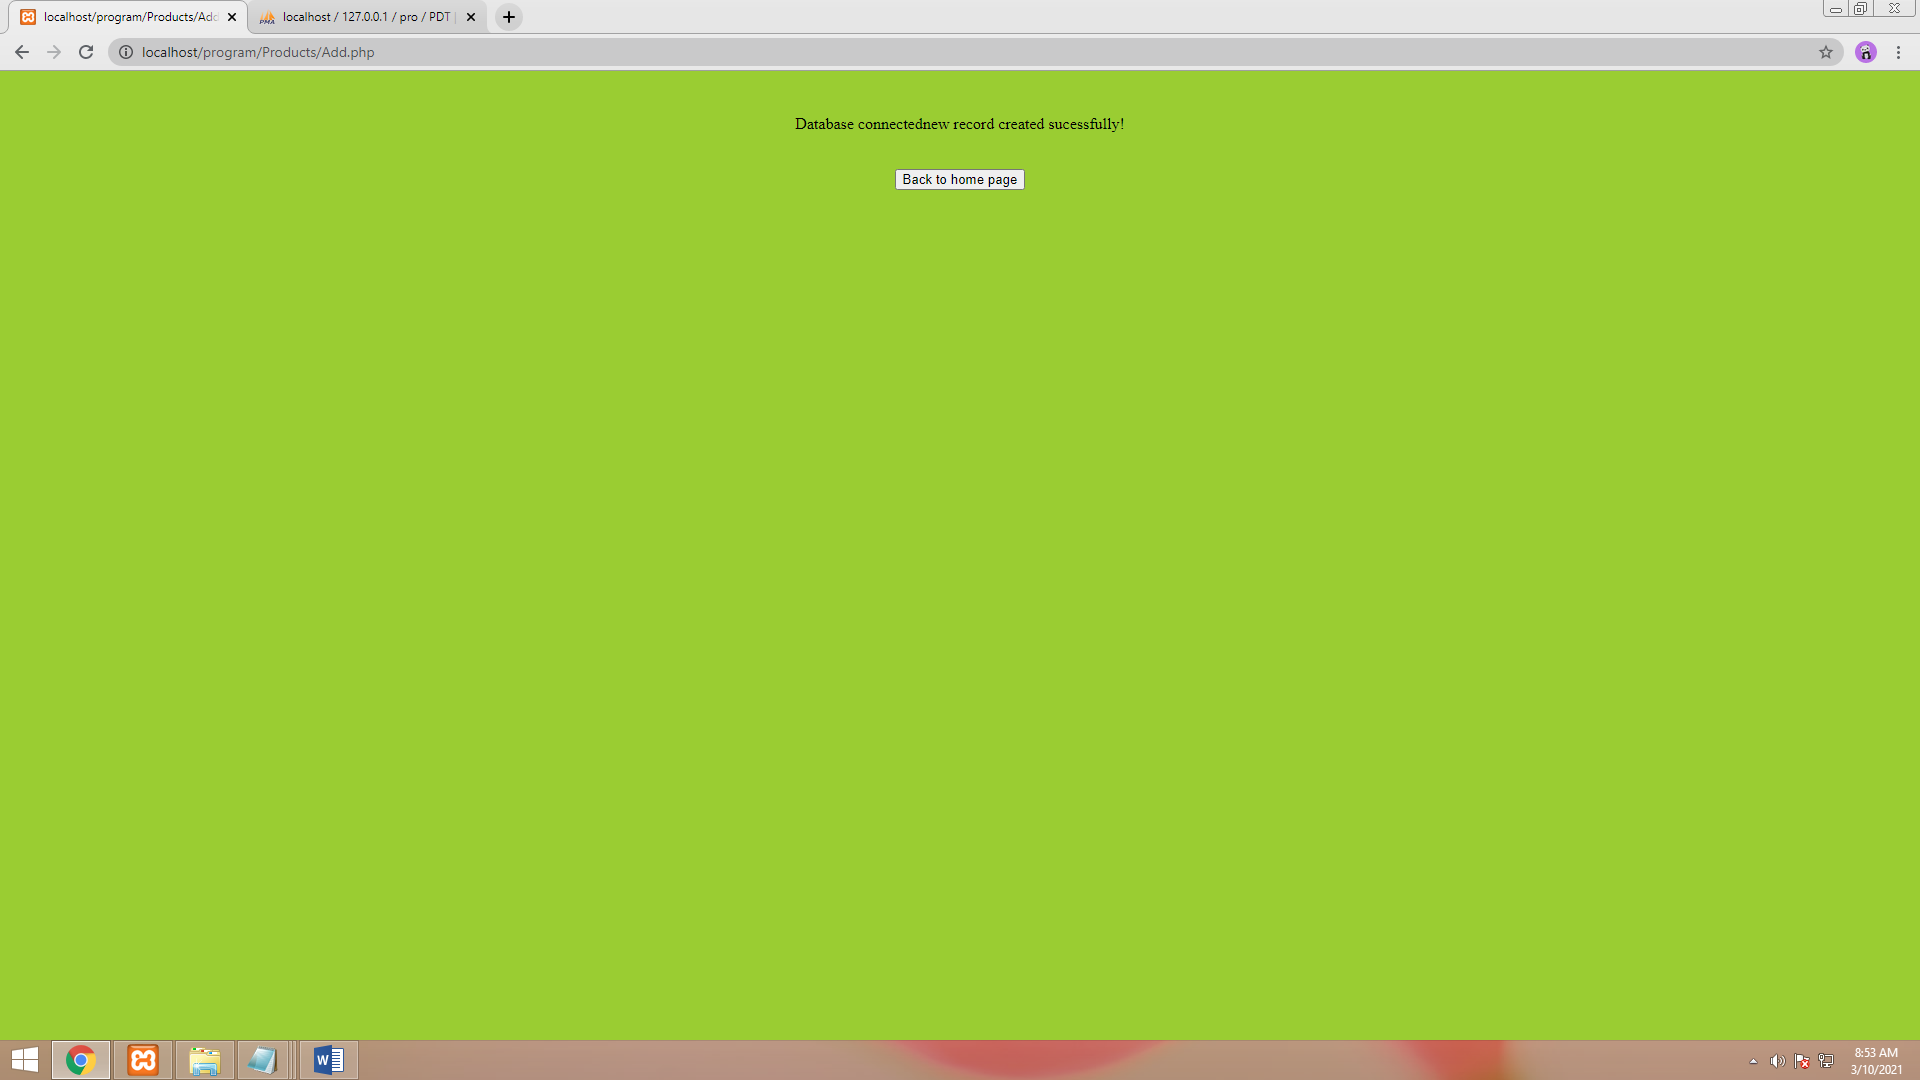 localhost/program/Products/Add
localhost / 127.0.0.1 / pro / PDT |
localhost/program/Products/Add.php
Database connectednew record created sucessfully!
Back to home page
8:53 AM
3/10/2021